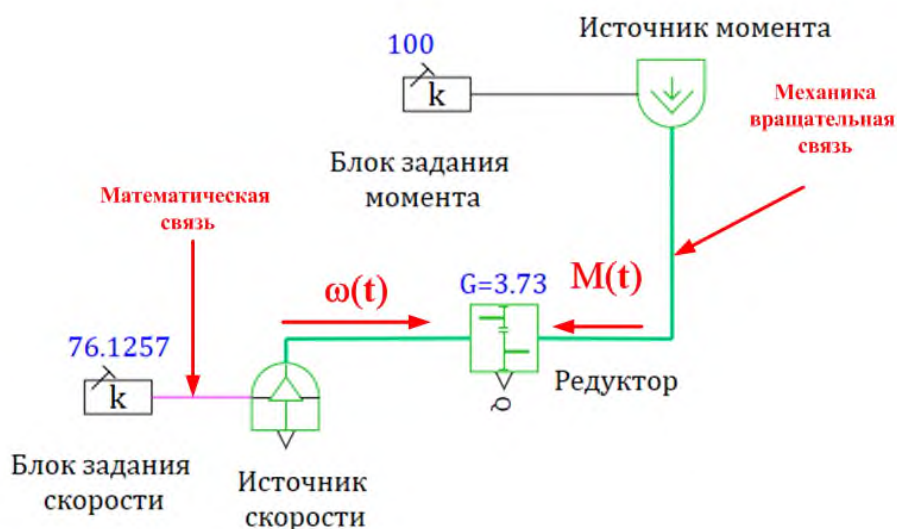 Источник момента
100
k
Механика
вращательная
связь
Блок задания
момента
Математическая
связь
ω(t)
G=3.73
M(t)
76.1257
k
Редуктор
Q
Блок задания
скорости
Источник
скорости